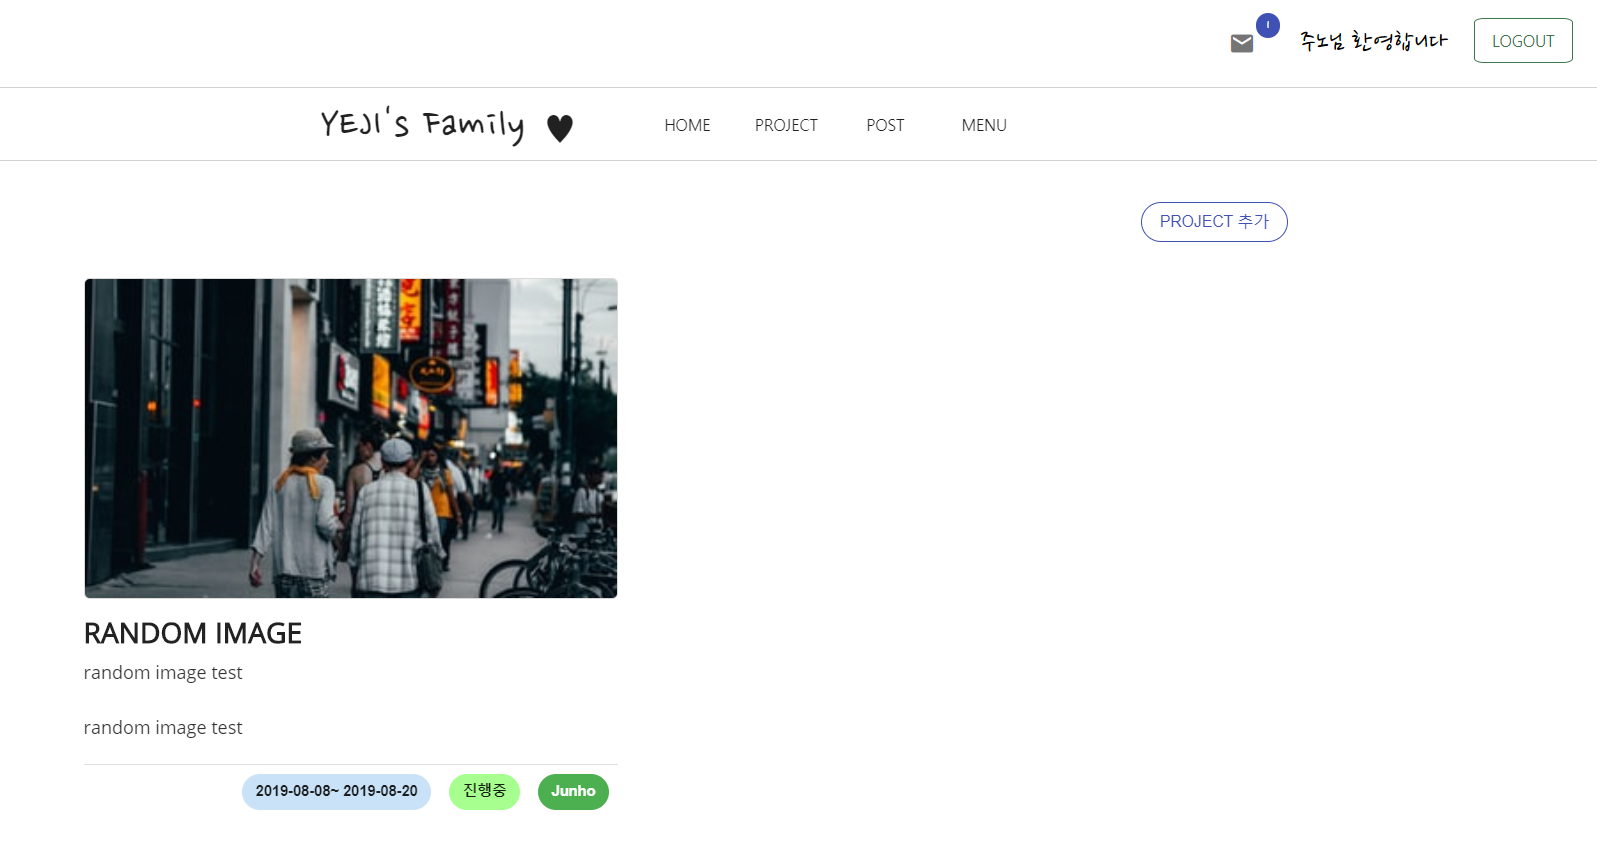 1
주노님 환영합니다
LOGOUT
YEJI's Family ♥
HOME PROJECT POST MENU
PROJECT 추가
RANDOM IMAGE
random image test
random image test
2019-08-08~ 2019-08-20 진행중 Junho